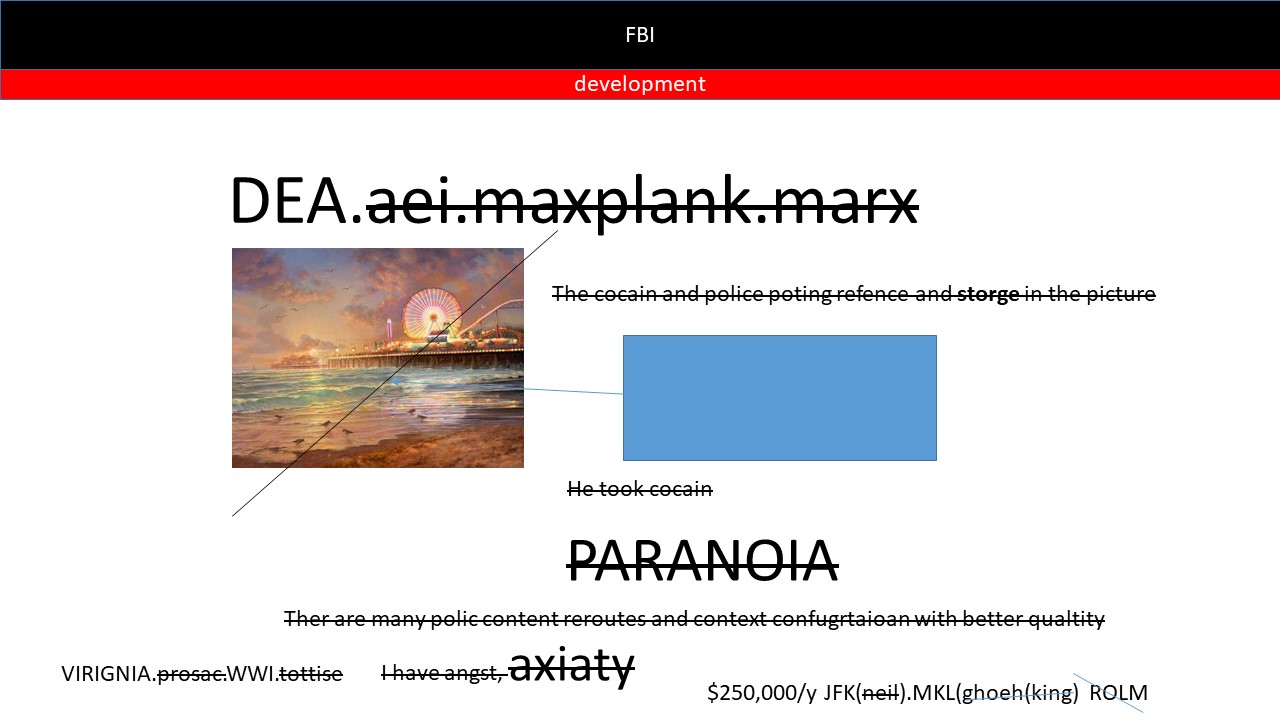 FBI
development
DEA.aei.maxplank.marx
The cocain and police poting refence and storge in the picture
He took cocain
PARANOIA
Ther are many polic content reroutes and context confugrtaioan with better qualtity
VIRIGNIA.prosac.WWI.tottise
I have angst, axiaty
$250,000/y JFK(neil).MKL(ghoeh(king) ROLM